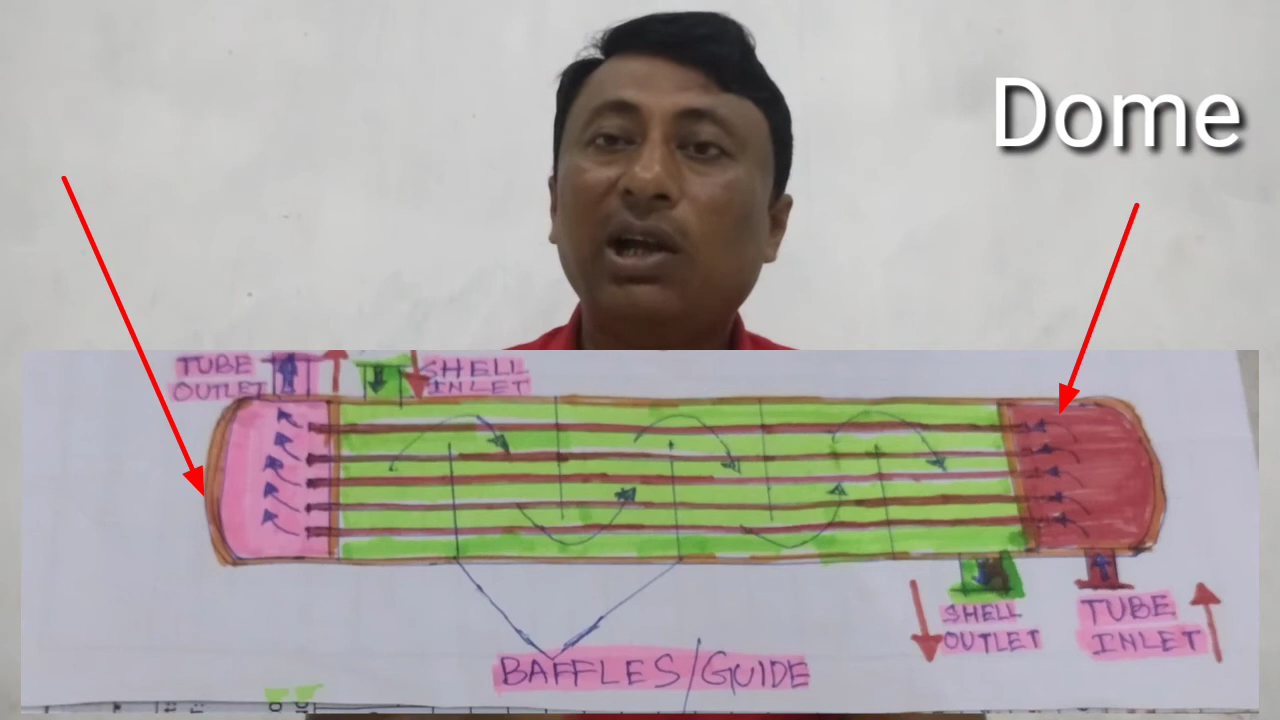 Dome
TUBE
OUTLET
SHELL
INLET
SHELL
OUTLET
TUBE
INLET
BAFFLES/GUIDE